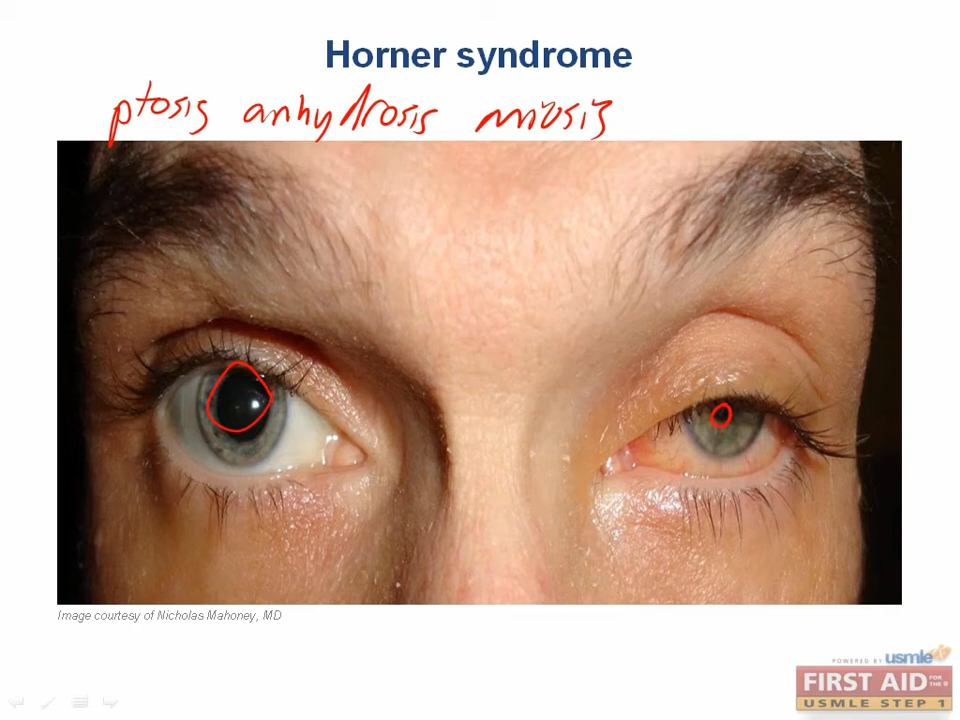 Horner syndrome
ptosis anhydrosis miosis
Image courtesy of Nicholas Mahoney, MD
POWERED BY usmle
FIRST AID FOR THE®
USMLE STEP 1